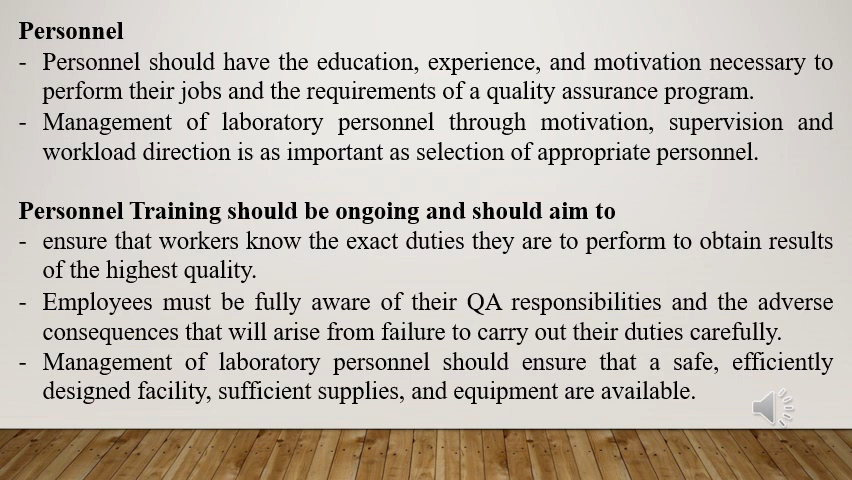 Personnel
- Personnel should have the education, experience, and motivation necessary to
perform their jobs and the requirements of a quality assurance program.
- Management of laboratory personnel through motivation, supervision and
workload direction is as important as selection of appropriate personnel.
Personnel Training should be ongoing and should aim to
- ensure that workers know the exact duties they are to perform to obtain results
of the highest quality.
- Employees must be fully aware of their QA responsibilities and the adverse
consequences that will arise from failure to carry out their duties carefully.
- Management of laboratory personnel should ensure that a safe, efficiently
designed facility, sufficient supplies, and equipment are available.